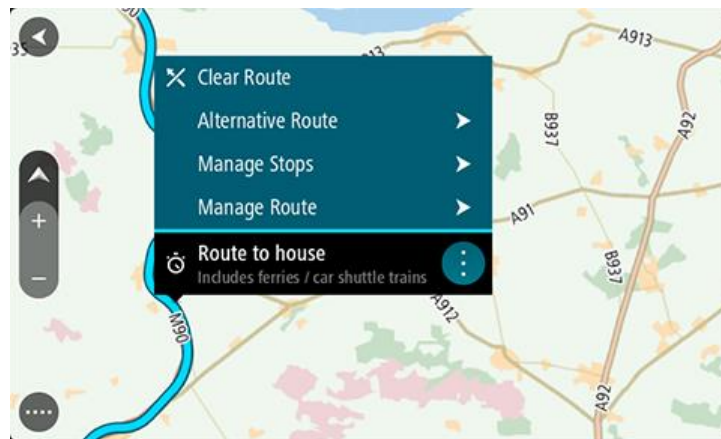 A913
A913
Clear Route
Alternative Route
Manage Stops
Manage Route
Route to house
Includes ferries / car shuttle trains
B937
A92
A91
B937
A912
M90
A92